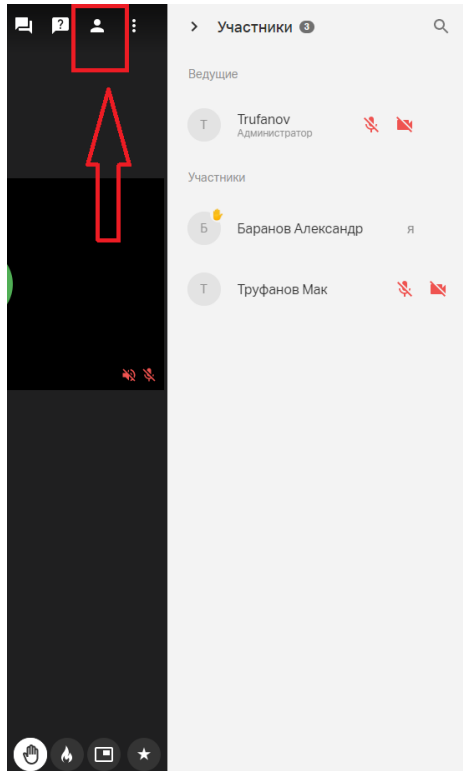 ?
Участники 3
Ведущие
Т
Trufanov
Администратор
Участники
Б
Баранов Александр
я
Т
Труфанов Мак